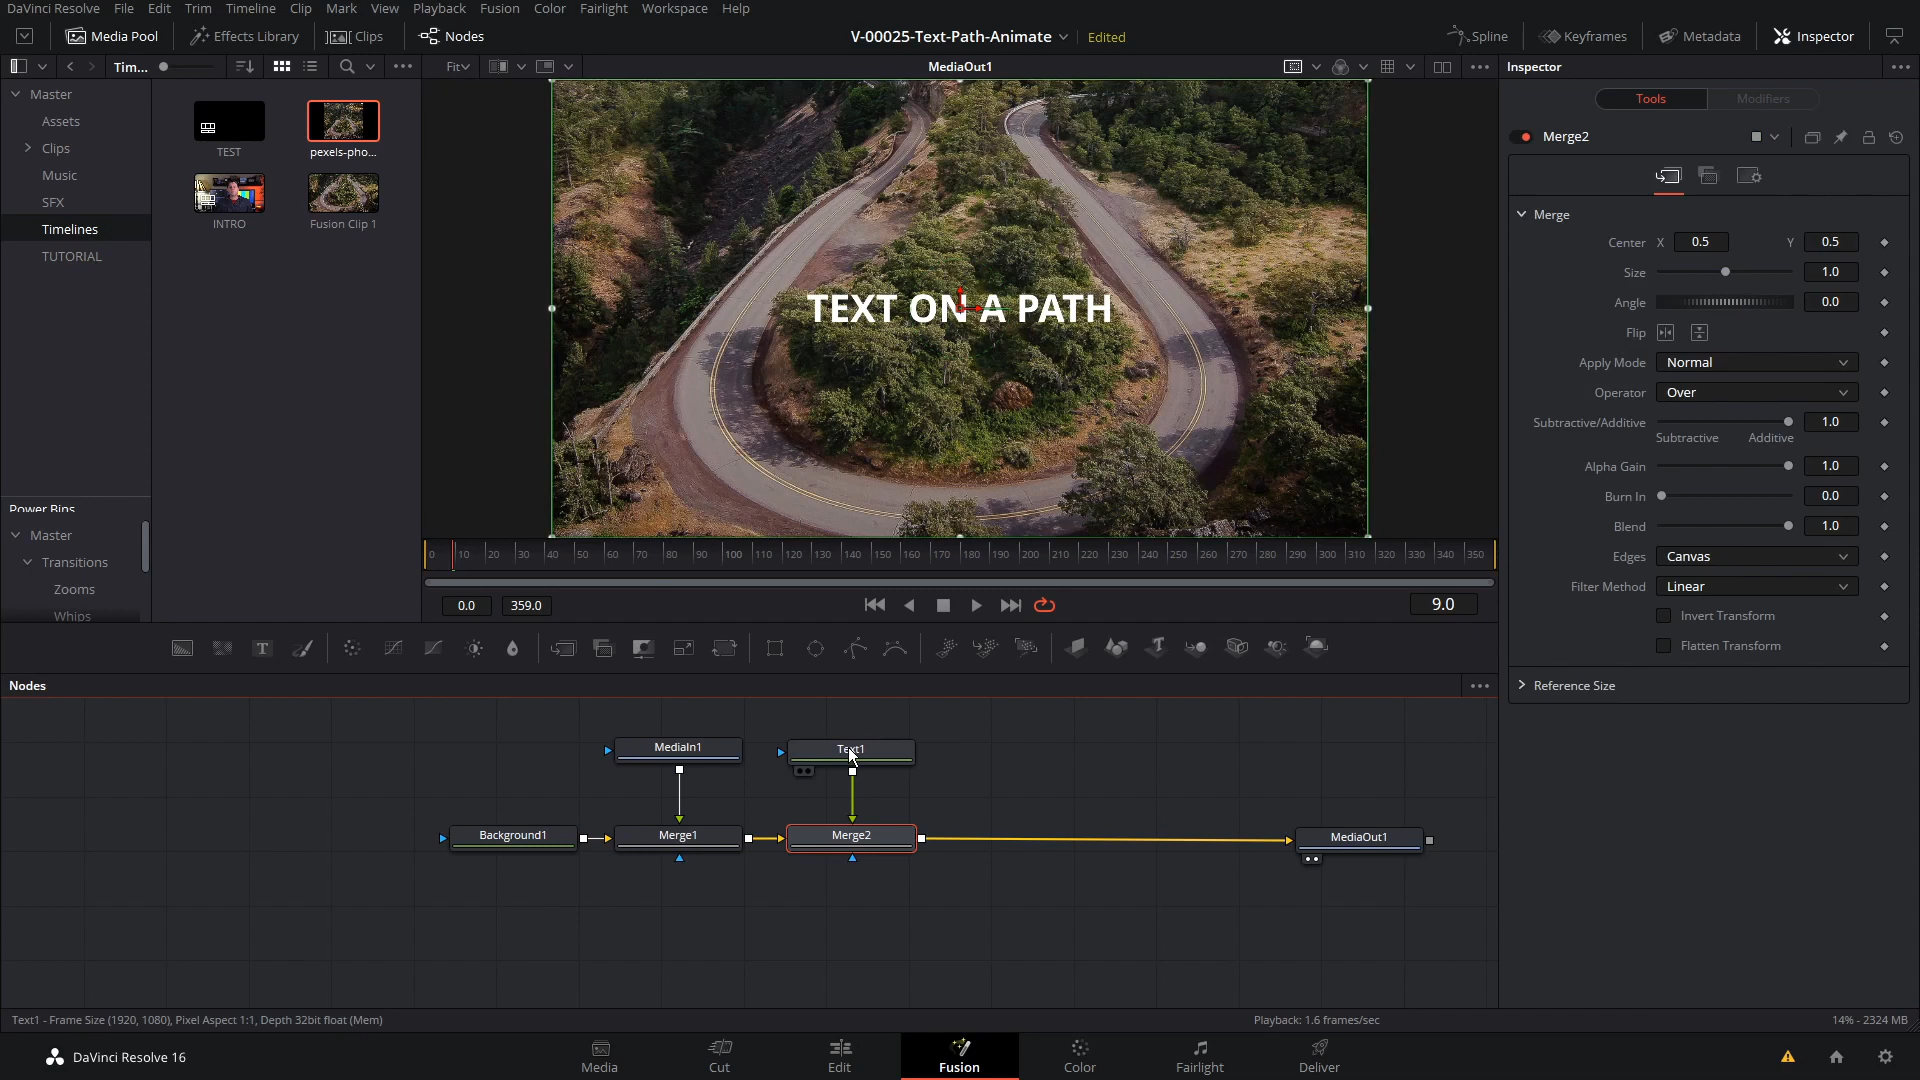 DaVinci Resolve File Edit Trim Timeline Clip Mark View Playback Fusion Color Fairlight Workspace Help
Media Pool Effects Library Clips Nodes V-00025-Text-Path-Animate Edited Spline Keyframes Metadata Inspector
Tim... Fit MediaOut1 Inspector
Master
Assets
Clips
Music
SFX
Timelines
TUTORIAL
Power Bins
Master
Transitions
Zooms
Whips
TEST pexels-pho...
INTRO Fusion Clip 1
TEXT ON A PATH
0 10 20 30 40 50 60 70 80 90 100 110 120 130 140 150 160 170 180 190 200 210 220 230 240 250 260 270 280 290 300 310 320 330 340 350
0.0 359.0 9.0
Tools Modifiers
Merge2
Merge
Center X 0.5 Y 0.5
Size 1.0
Angle 0.0
Flip
Apply Mode Normal
Operator Over
Subtractive/Additive 1.0
Subtractive Additive
Alpha Gain 1.0
Burn In 0.0
Blend 1.0
Edges Canvas
Filter Method Linear
Invert Transform
Flatten Transform
Reference Size
Nodes
MediaIn1 Text1
Background1 Merge1 Merge2 MediaOut1
Text1 - Frame Size (1920, 1080), Pixel Aspect 1:1, Depth 32bit float (Mem) Playback: 1.6 frames/sec 14% - 2324 MB
DaVinci Resolve 16 Media Cut Edit Fusion Color Fairlight Deliver